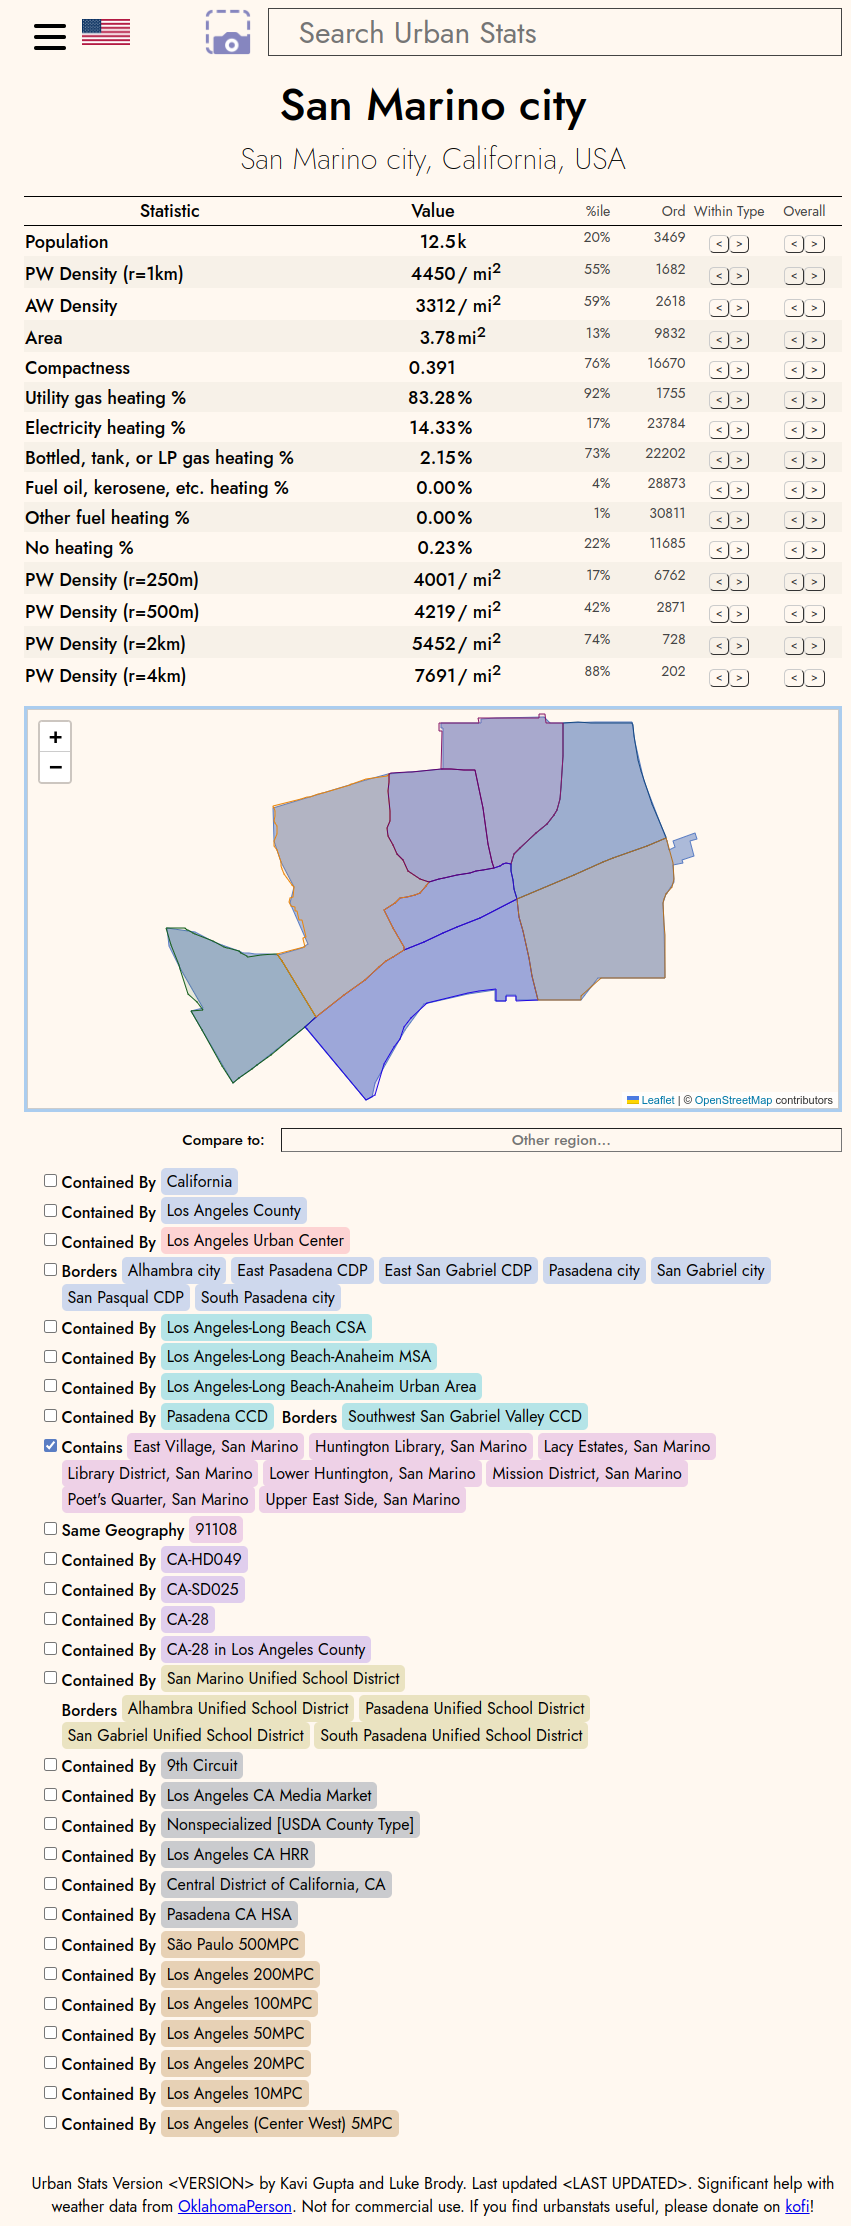 Search Urban Stats
San Marino city
San Marino city, California, USA
Statistic Value %ile Ord Within Type Overall
Population 12.5k 20% 3469 < > < >
PW Density (r=1km) 4450/ mi² 55% 1682 < > < >
AW Density 3312/ mi² 59% 2618 < > < >
Area 3.78mi² 13% 9832 < > < >
Compactness 0.391 76% 16670 < > < >
Utility gas heating % 83.28% 92% 1755 < > < >
Electricity heating % 14.33% 17% 23784 < > < >
Bottled, tank, or LP gas heating % 2.15% 73% 22202 < > < >
Fuel oil, kerosene, etc. heating % 0.00% 4% 28873 < > < >
Other fuel heating % 0.00% 1% 30811 < > < >
No heating % 0.23% 22% 11685 < > < >
PW Density (r=250m) 4001/ mi² 17% 6762 < > < >
PW Density (r=500m) 4219/ mi² 42% 2871 < > < >
PW Density (r=2km) 5452/ mi² 74% 728 < > < >
PW Density (r=4km) 7691/ mi² 88% 202 < > < >
+
−
Leaflet | © OpenStreetMap contributors
Compare to: Other region...
Contained By California
Contained By Los Angeles County
Contained By Los Angeles Urban Center
Borders Alhambra city East Pasadena CDP East San Gabriel CDP Pasadena city San Gabriel city
San Pasqual CDP South Pasadena city
Contained By Los Angeles-Long Beach CSA
Contained By Los Angeles-Long Beach-Anaheim MSA
Contained By Los Angeles-Long Beach-Anaheim Urban Area
Contained By Pasadena CCD Borders Southwest San Gabriel Valley CCD
Contains East Village, San Marino Huntington Library, San Marino Lacy Estates, San Marino
Library District, San Marino Lower Huntington, San Marino Mission District, San Marino
Poet's Quarter, San Marino Upper East Side, San Marino
Same Geography 91108
Contained By CA-HD049
Contained By CA-SD025
Contained By CA-28
Contained By CA-28 in Los Angeles County
Contained By San Marino Unified School District
Borders Alhambra Unified School District Pasadena Unified School District
San Gabriel Unified School District South Pasadena Unified School District
Contained By 9th Circuit
Contained By Los Angeles CA Media Market
Contained By Nonspecialized [USDA County Type]
Contained By Los Angeles CA HRR
Contained By Central District of California, CA
Contained By Pasadena CA HSA
Contained By São Paulo 500MPC
Contained By Los Angeles 200MPC
Contained By Los Angeles 100MPC
Contained By Los Angeles 50MPC
Contained By Los Angeles 20MPC
Contained By Los Angeles 10MPC
Contained By Los Angeles (Center West) 5MPC
Urban Stats Version <VERSION> by Kavi Gupta and Luke Brody. Last updated <LAST UPDATED>. Significant help with
weather data from OklahomaPerson. Not for commercial use. If you find urbanstats useful, please donate on kofi!